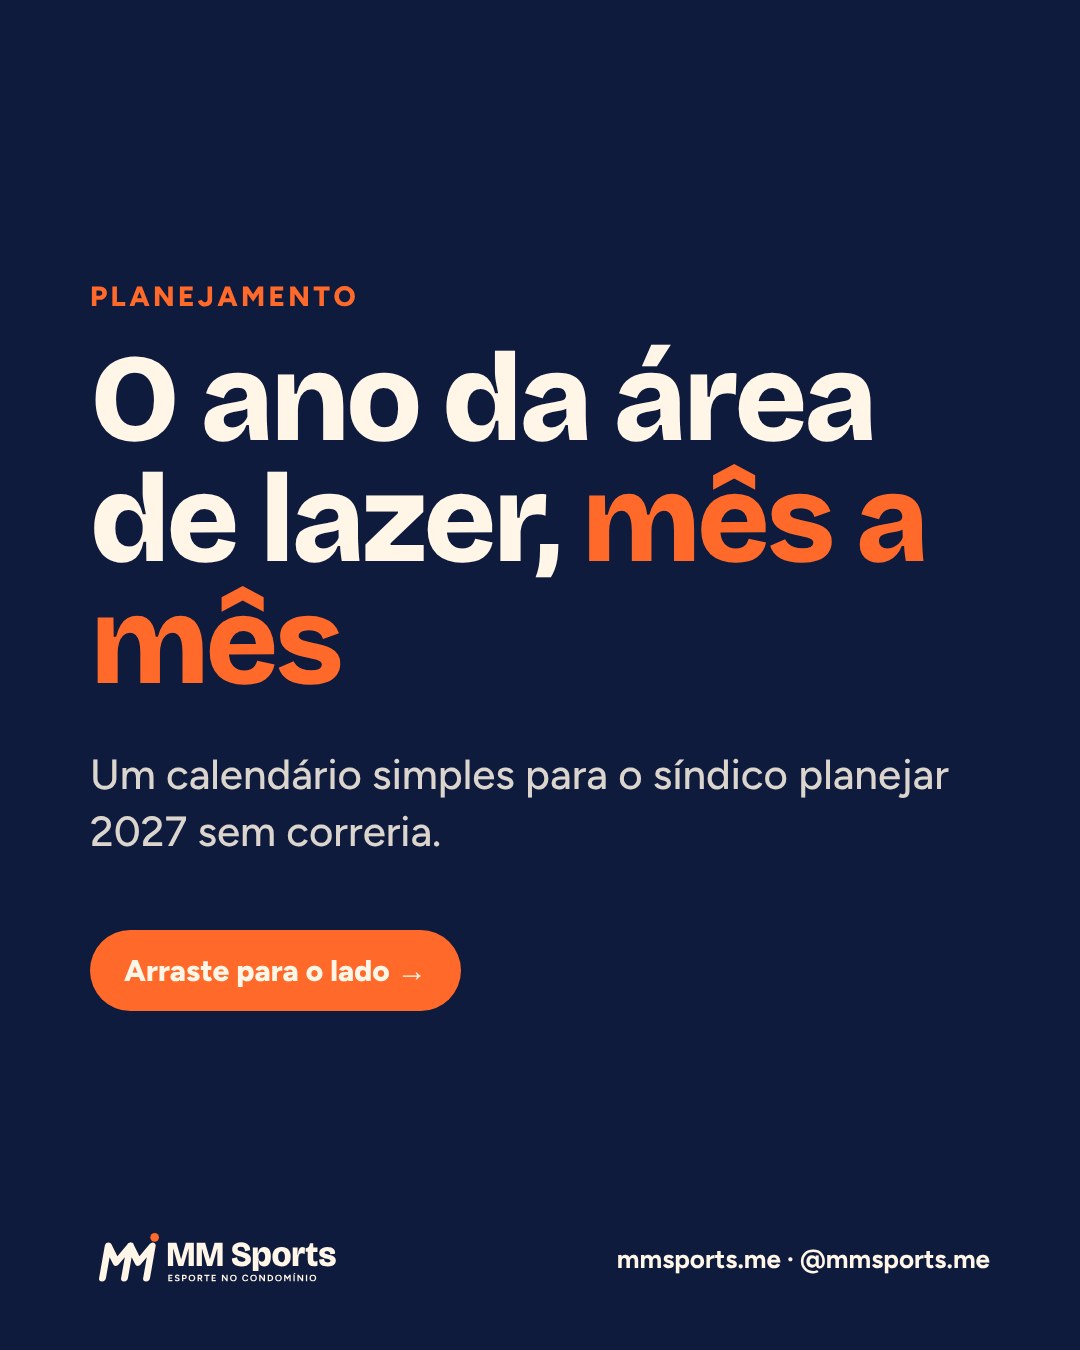 PLANEJAMENTO
O ano da área
de lazer, mês a
mês
Um calendário simples para o síndico planejar
2027 sem correria.
Arraste para o lado →
MM Sports
ESPORTE NO CONDOMÍNIO
mmsports.me · @mmsports.me